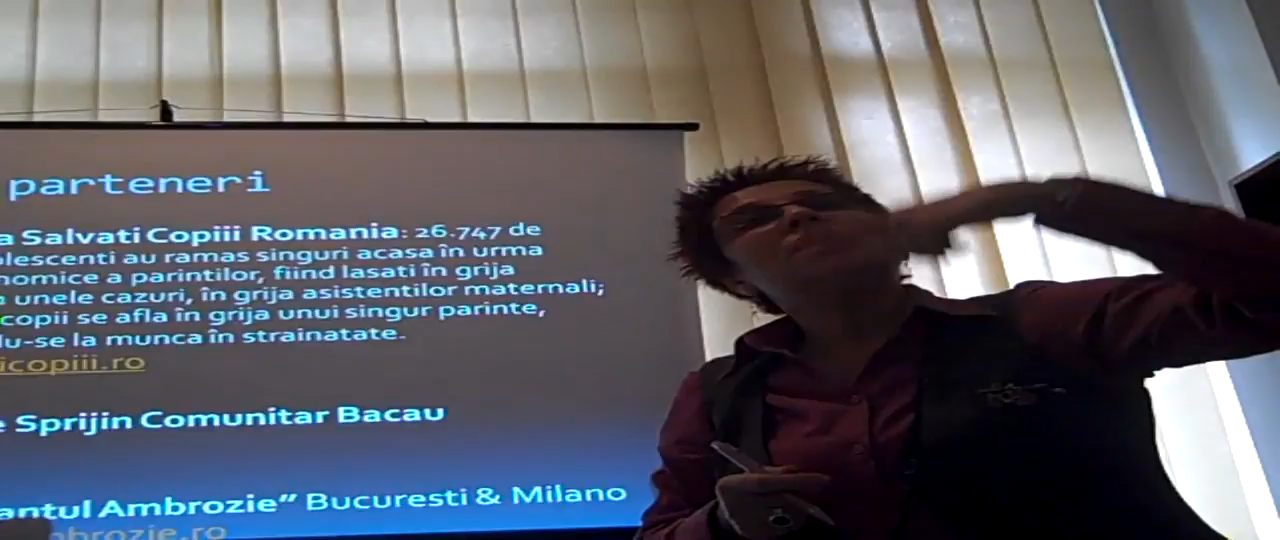 parteneri
a Salvati Copiii Romania: 26.747 de
olescenti au ramas singuri acasa în urma
nomice a parintilor, fiind lasati în grija
unele cazuri, în grija asistentilor maternali;
copii se afla în grija unui singur parinte,
du-se la munca în strainatate.
icopiii.ro
e Sprijin Comunitar Bacau
antul Ambrozie” Bucuresti & Milano
mbrozie.ro